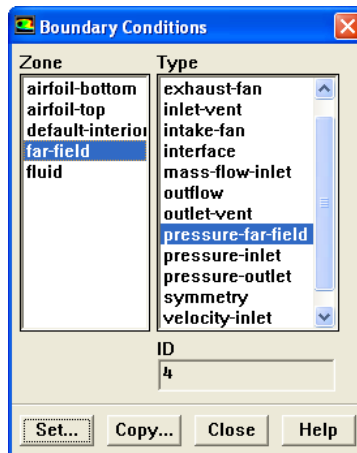 Boundary Conditions
Zone
airfoil-bottom
airfoil-top
default-interior
far-field
fluid
Type
exhaust-fan
inlet-vent
intake-fan
interface
mass-flow-inlet
outflow
outlet-vent
pressure-far-field
pressure-inlet
pressure-outlet
symmetry
velocity-inlet
ID
4
Set... Copy... Close Help